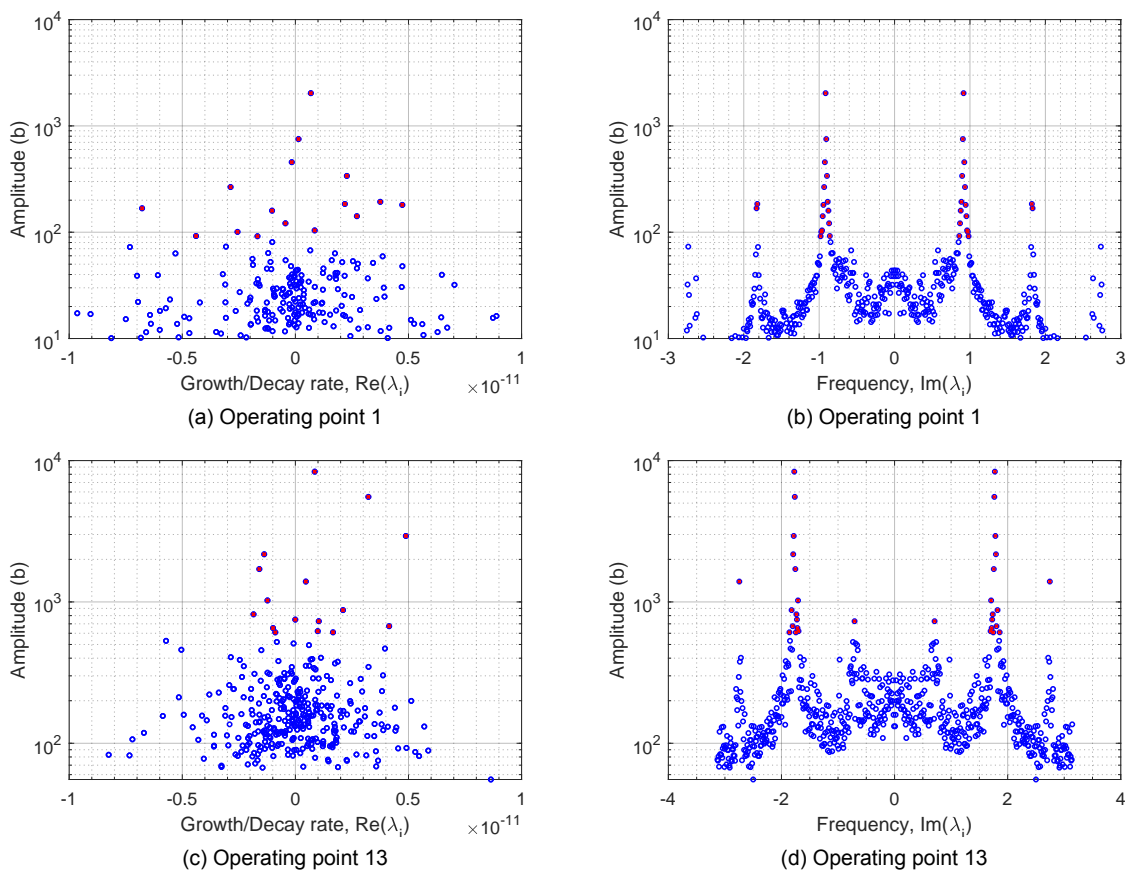 10^4
10^3
10^2
10^1
Amplitude (b)
-1 -0.5 0 0.5 1
Growth/Decay rate, Re(λ_i)
×10^-11
(a) Operating point 1
10^4
10^3
10^2
10^1
Amplitude (b)
-3 -2 -1 0 1 2 3
Frequency, Im(λ_i)
(b) Operating point 1
10^4
10^3
10^2
Amplitude (b)
-1 -0.5 0 0.5 1
Growth/Decay rate, Re(λ_i)
×10^-11
(c) Operating point 13
10^4
10^3
10^2
Amplitude (b)
-4 -2 0 2 4
Frequency, Im(λ_i)
(d) Operating point 13